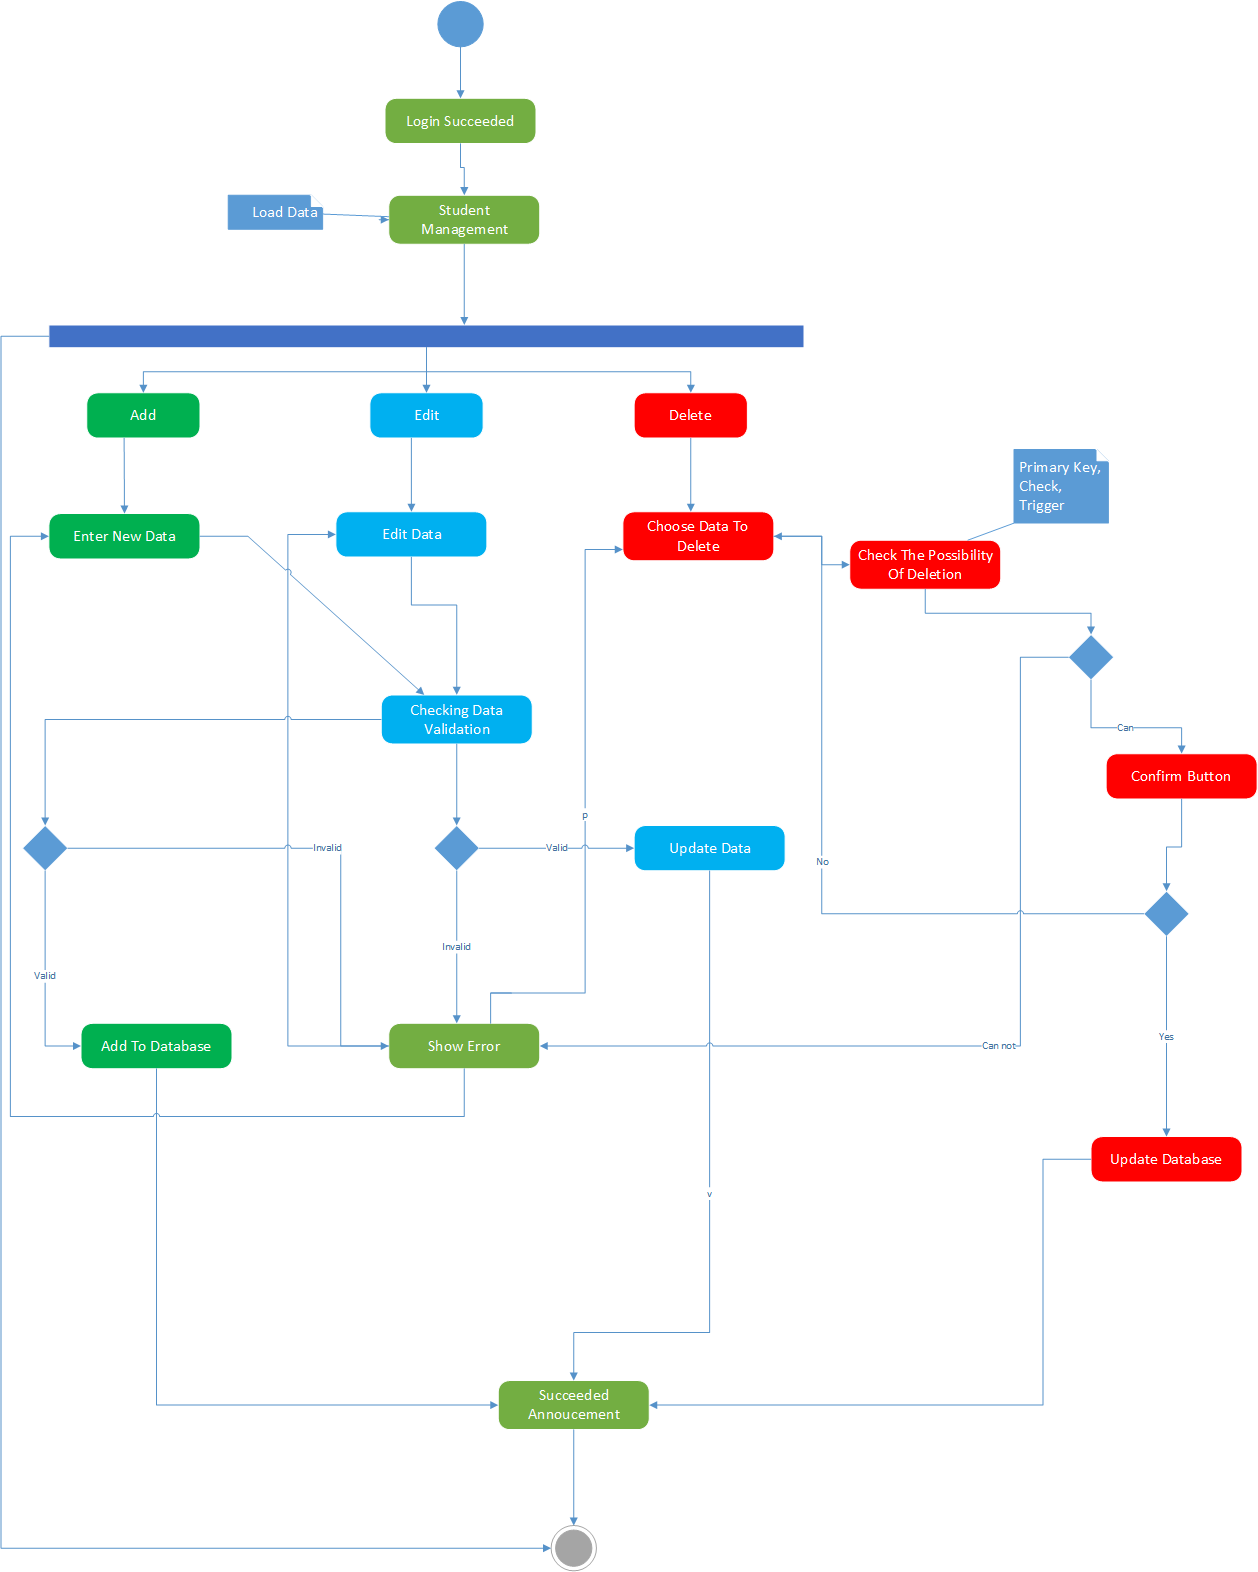 Login Succeeded
Load Data
Student
Management
Add
Edit
Delete
Primary Key,
Check,
Trigger
Enter New Data
Edit Data
Choose Data To
Delete
Check The Possibility
Of Deletion
Checking Data
Validation
Can
Confirm Button
p
Invalid
Valid
Update Data
No
Invalid
Valid
Add To Database
Show Error
Can not
Yes
Update Database
v
Succeeded
Annoucement